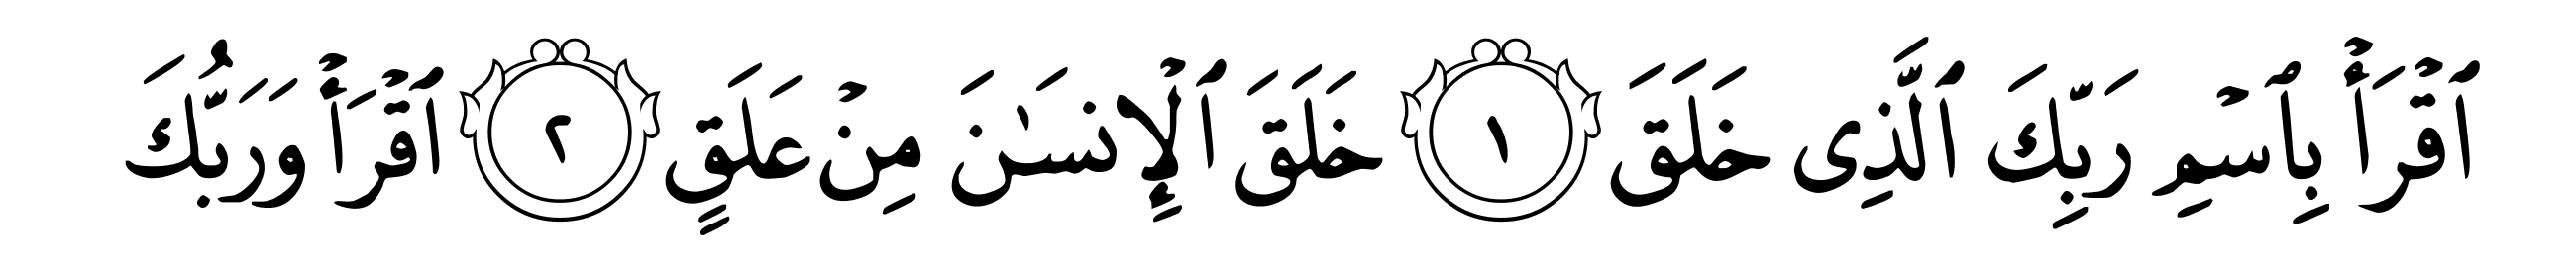 ٱقۡرَأۡ بِٱسۡمِ رَبِّكَ ٱلَّذِى خَلَقَ ١ خَلَقَ ٱلۡإِنسَـٰنَ مِنۡ عَلَقٍ ٢ ٱقۡرَأۡ وَرَبُّكَ